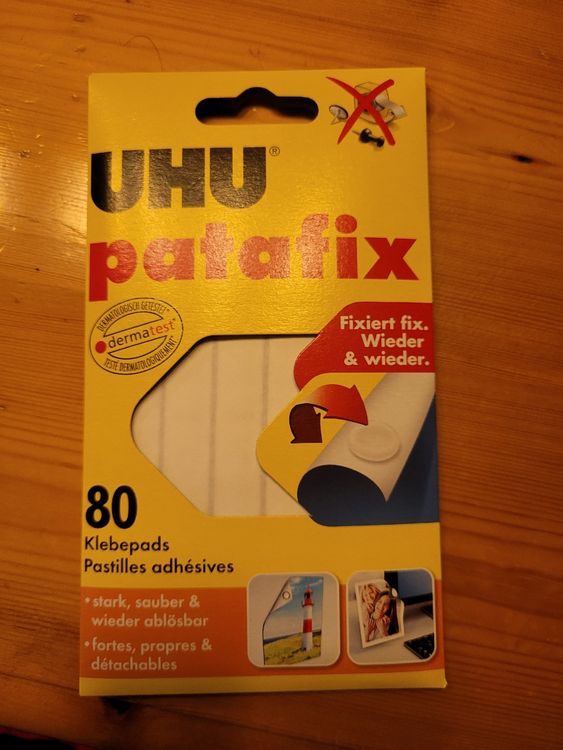 UHU®
patafix
DERMATOLOGISCH GETESTET*
dermatest®
TESTÉ DERMATOLOGIQUEMENT*
Fixiert fix.
Wieder
& wieder.
80
Klebepads
Pastilles adhésives
• stark, sauber &
wieder ablösbar
• fortes, propres &
détachables